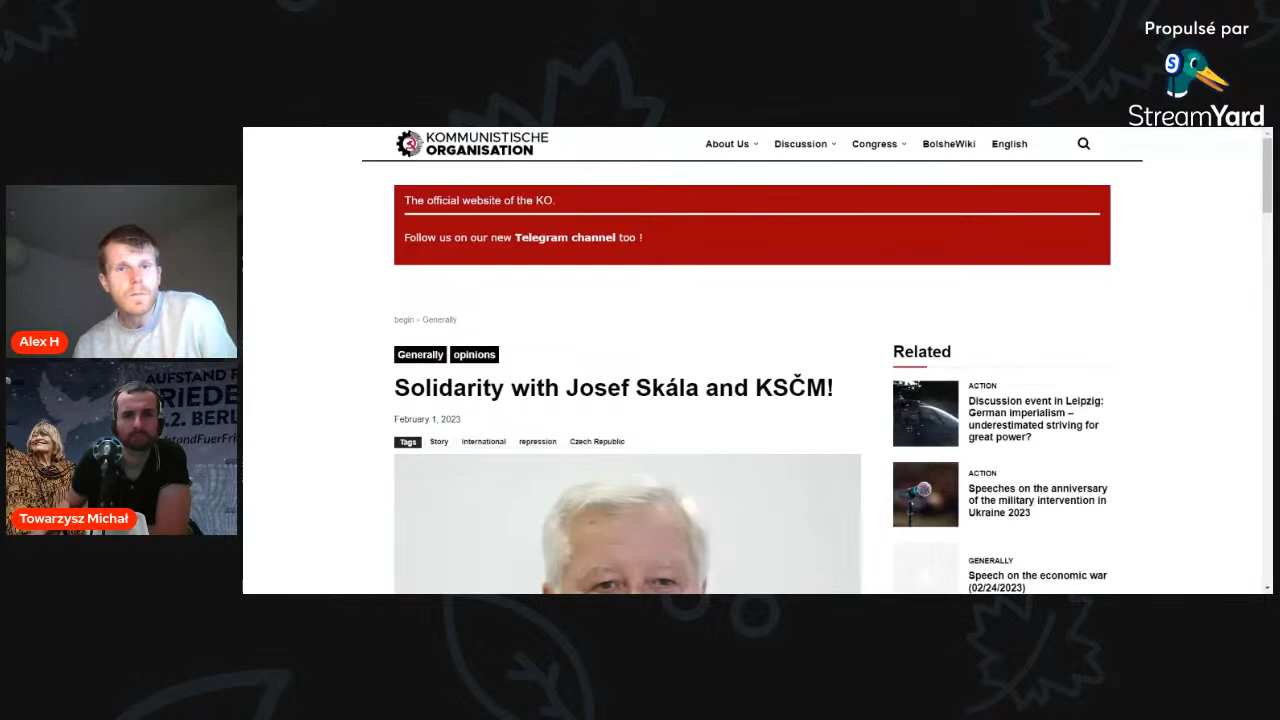 Propulsé par
StreamYard
KOMMUNISTISCHE
ORGANISATION
About Us
Discussion
Congress
BolsheWiki
English
The official website of the KO.
Follow us on our new Telegram channel too !
begin › Generally
Generally opinions
Solidarity with Josef Skála and KSČM!
February 1, 2023
Tags Story international repression Czech Republic
Related
ACTION
Discussion event in Leipzig:
German imperialism –
underestimated striving for
great power?
ACTION
Speeches on the anniversary
of the military intervention in
Ukraine 2023
GENERALLY
Speech on the economic war
(02/24/2023)
Alex H
AUFSTAND F
FRIEDE
.2. BERL
standFuerFri
Towarzysz Michał